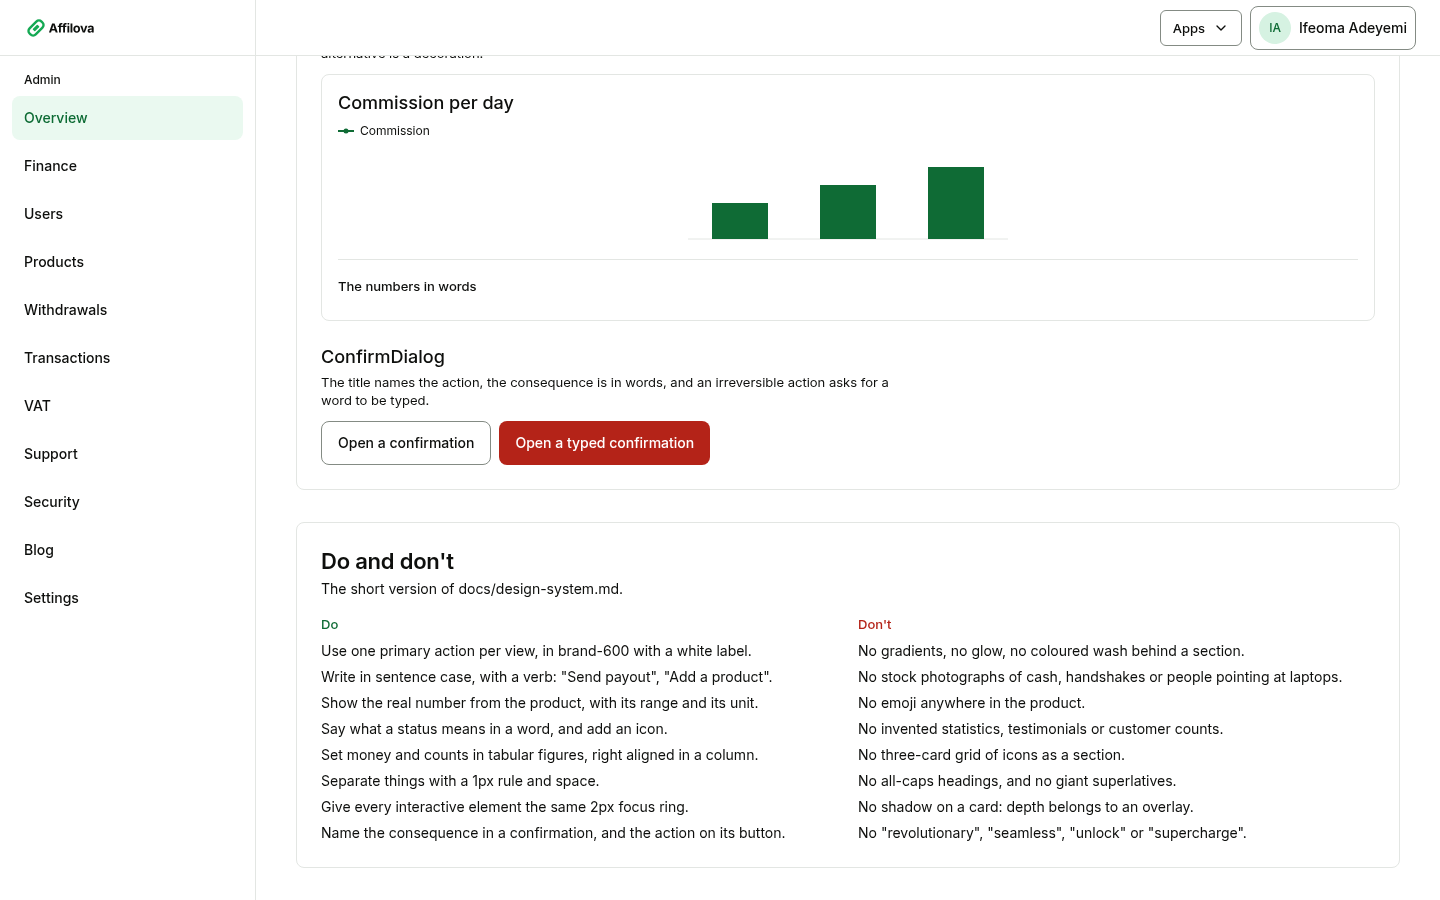 Affilova
Apps
IA
Ifeoma Adeyemi
Admin
Overview
Finance
Users
Products
Withdrawals
Transactions
VAT
Support
Security
Blog
Settings
Commission per day
Commission
The numbers in words
ConfirmDialog
The title names the action, the consequence is in words, and an irreversible action asks for a
word to be typed.
Open a confirmation
Open a typed confirmation
Do and don't
The short version of docs/design-system.md.
Do
Use one primary action per view, in brand-600 with a white label.
Write in sentence case, with a verb: "Send payout", "Add a product".
Show the real number from the product, with its range and its unit.
Say what a status means in a word, and add an icon.
Set money and counts in tabular figures, right aligned in a column.
Separate things with a 1px rule and space.
Give every interactive element the same 2px focus ring.
Name the consequence in a confirmation, and the action on its button.
Don't
No gradients, no glow, no coloured wash behind a section.
No stock photographs of cash, handshakes or people pointing at laptops.
No emoji anywhere in the product.
No invented statistics, testimonials or customer counts.
No three-card grid of icons as a section.
No all-caps headings, and no giant superlatives.
No shadow on a card: depth belongs to an overlay.
No "revolutionary", "seamless", "unlock" or "supercharge".